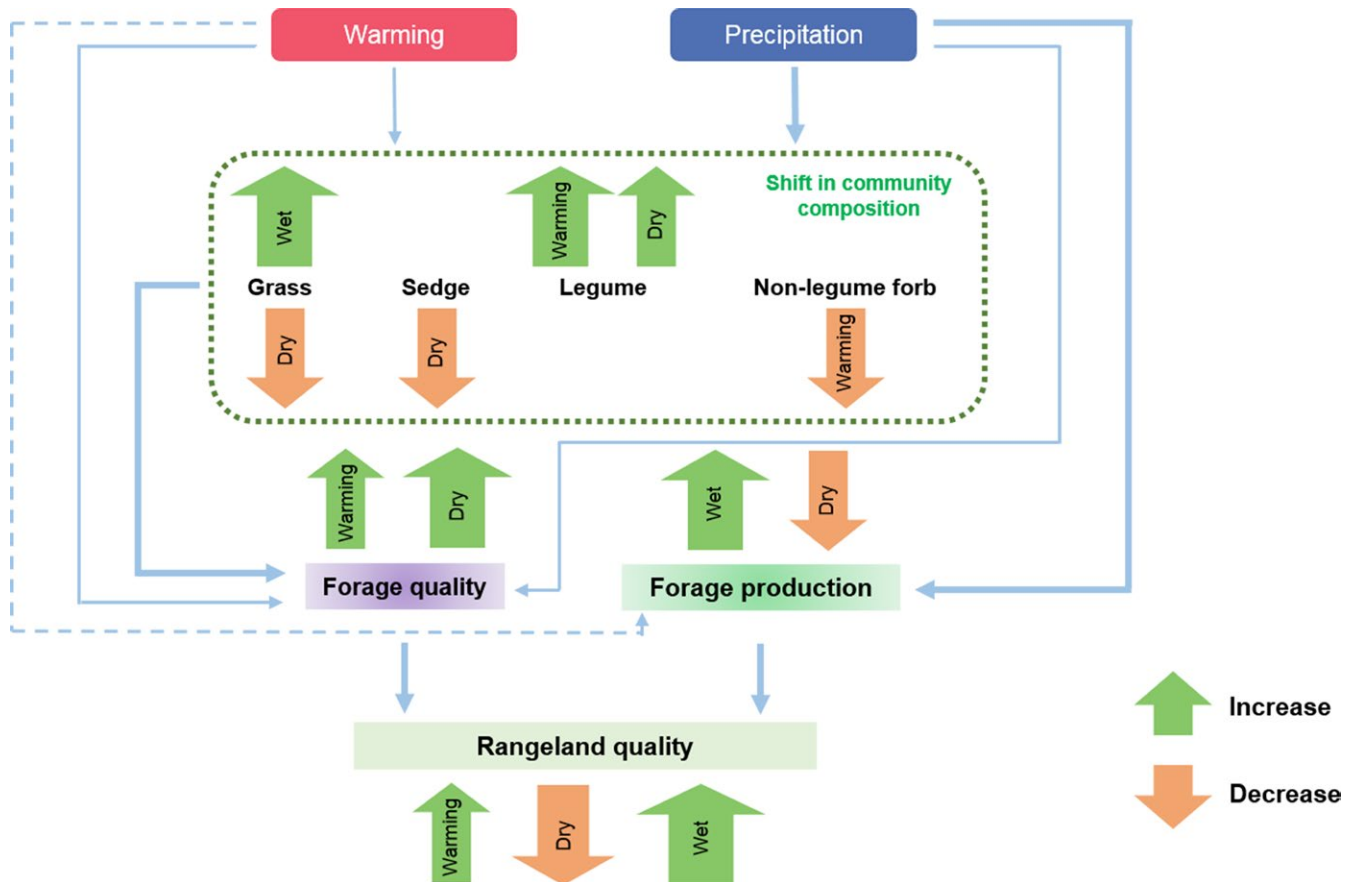 Warming
Precipitation
Shift in community
composition
Wet
Warming
Dry
Grass
Sedge
Legume
Non-legume forb
Dry
Dry
Warming
Warming
Dry
Wet
Dry
Forage quality
Forage production
Rangeland quality
Increase
Decrease
Warming
Dry
Wet